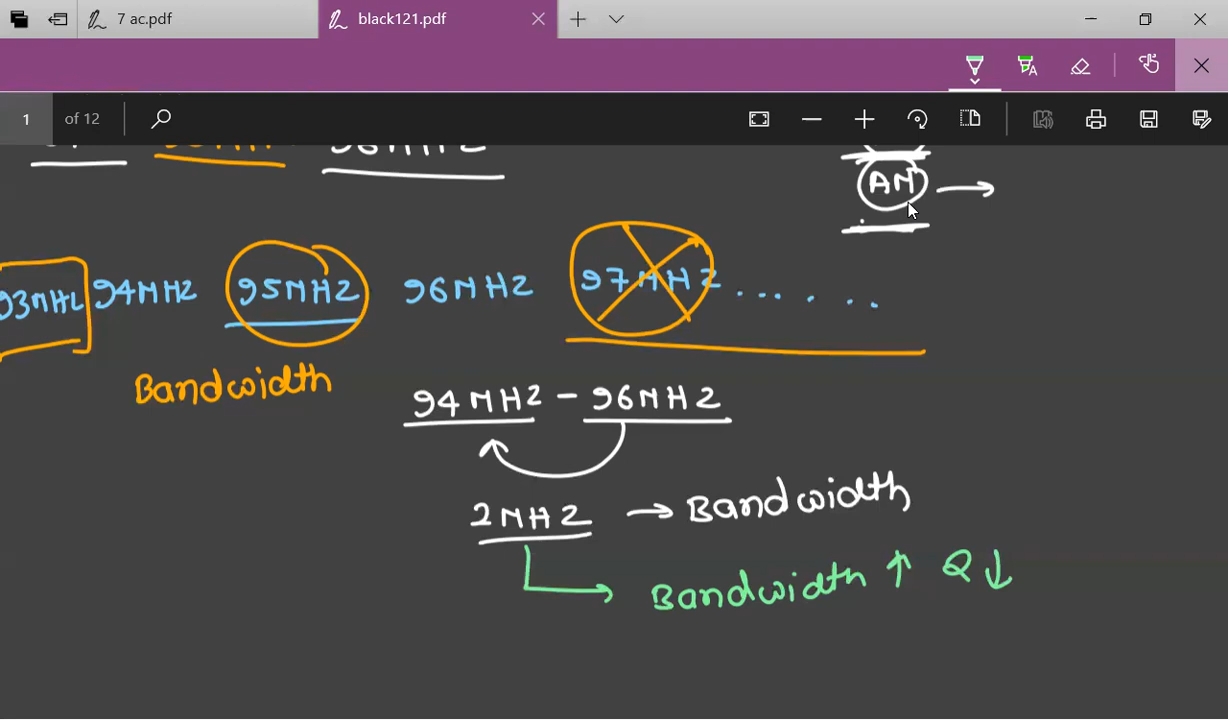 7 ac.pdf black121.pdf
1 of 12
AN
93MHZ 94MHZ 95MHZ 96MHZ 97MHZ . ... . . .
Bandwidth
94MHZ - 96MHZ
2MHZ → Bandwidth
Bandwidth ↑ Q ↓